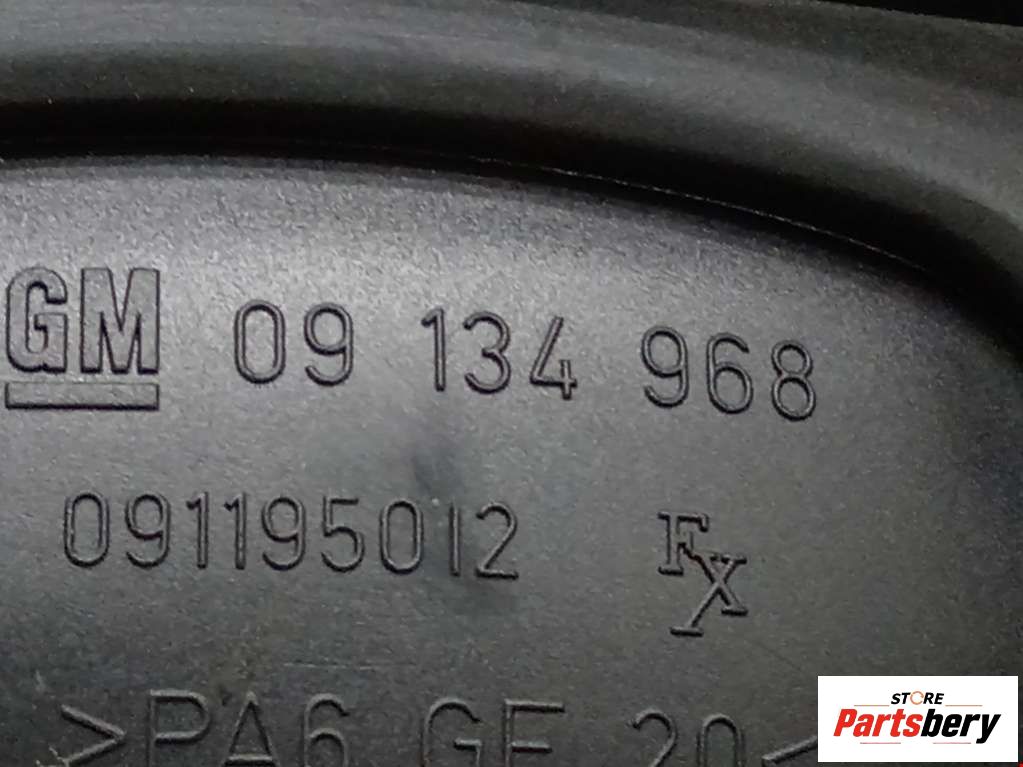 GM 09 134 968
091195012 FX
>PA6 GF 20<
STORE
Partsbery